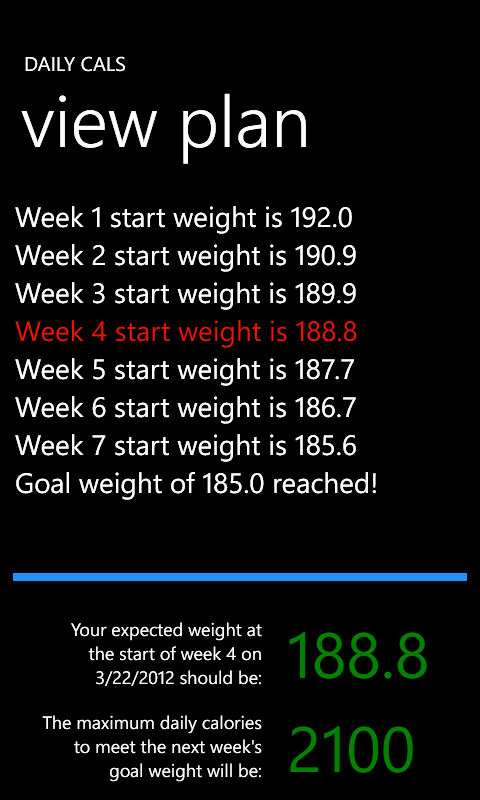 DAILY CALS
view plan
Week 1 start weight is 192.0
Week 2 start weight is 190.9
Week 3 start weight is 189.9
Week 4 start weight is 188.8
Week 5 start weight is 187.7
Week 6 start weight is 186.7
Week 7 start weight is 185.6
Goal weight of 185.0 reached!
Your expected weight at
the start of week 4 on
3/22/2012 should be:
188.8
The maximum daily calories
to meet the next week's
goal weight will be:
2100